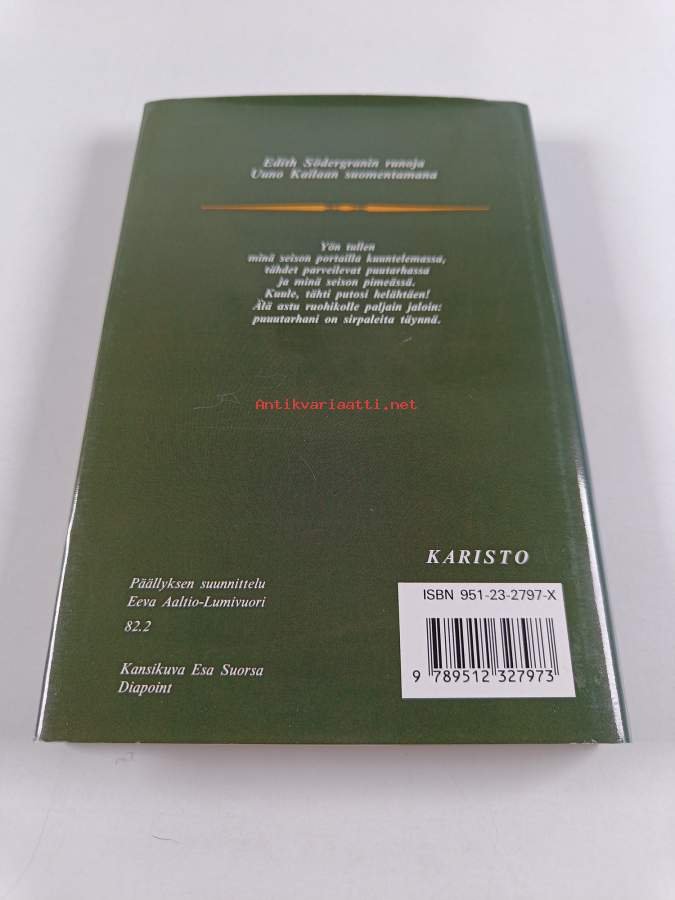 Edith Södergranin runoja
Uuno Kailaan suomentamana
Yön tullen
minä seison portailla kuuntelemassa,
tähdet parveilevat puutarhassa
ja minä seison pimeässä.
Kuule, tähti putosi helähtäen!
Älä astu ruohikolle paljain jaloin:
puuutarhani on sirpaleita täynnä.
Antikvariaatti.net
KARISTO
Päällyksen suunnittelu
Eeva Aaltio-Lumivuori
82.2
Kansikuva Esa Suorsa
Diapoint
ISBN 951-23-2797-X
9 789512 327973